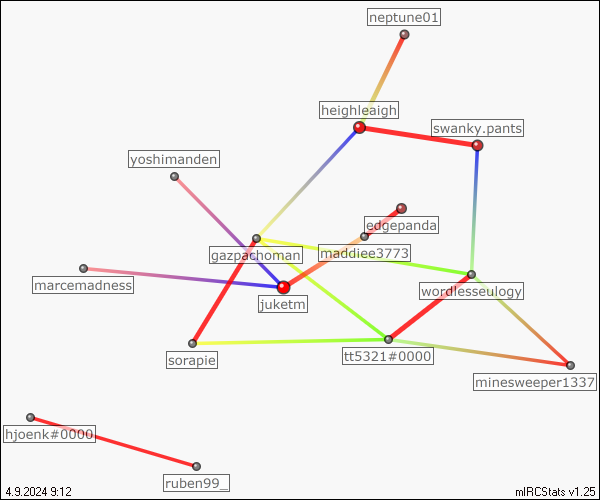 neptune01
heighleaigh
swanky.pants
yoshimanden
edgepanda
gazpachoman
maddiee3773
marcemadness
wordlesseulogy
juketm
sorapie
tt5321#0000
minesweeper1337
hjoenk#0000
ruben99_
4.9.2024 9:12
mIRCStats v1.25